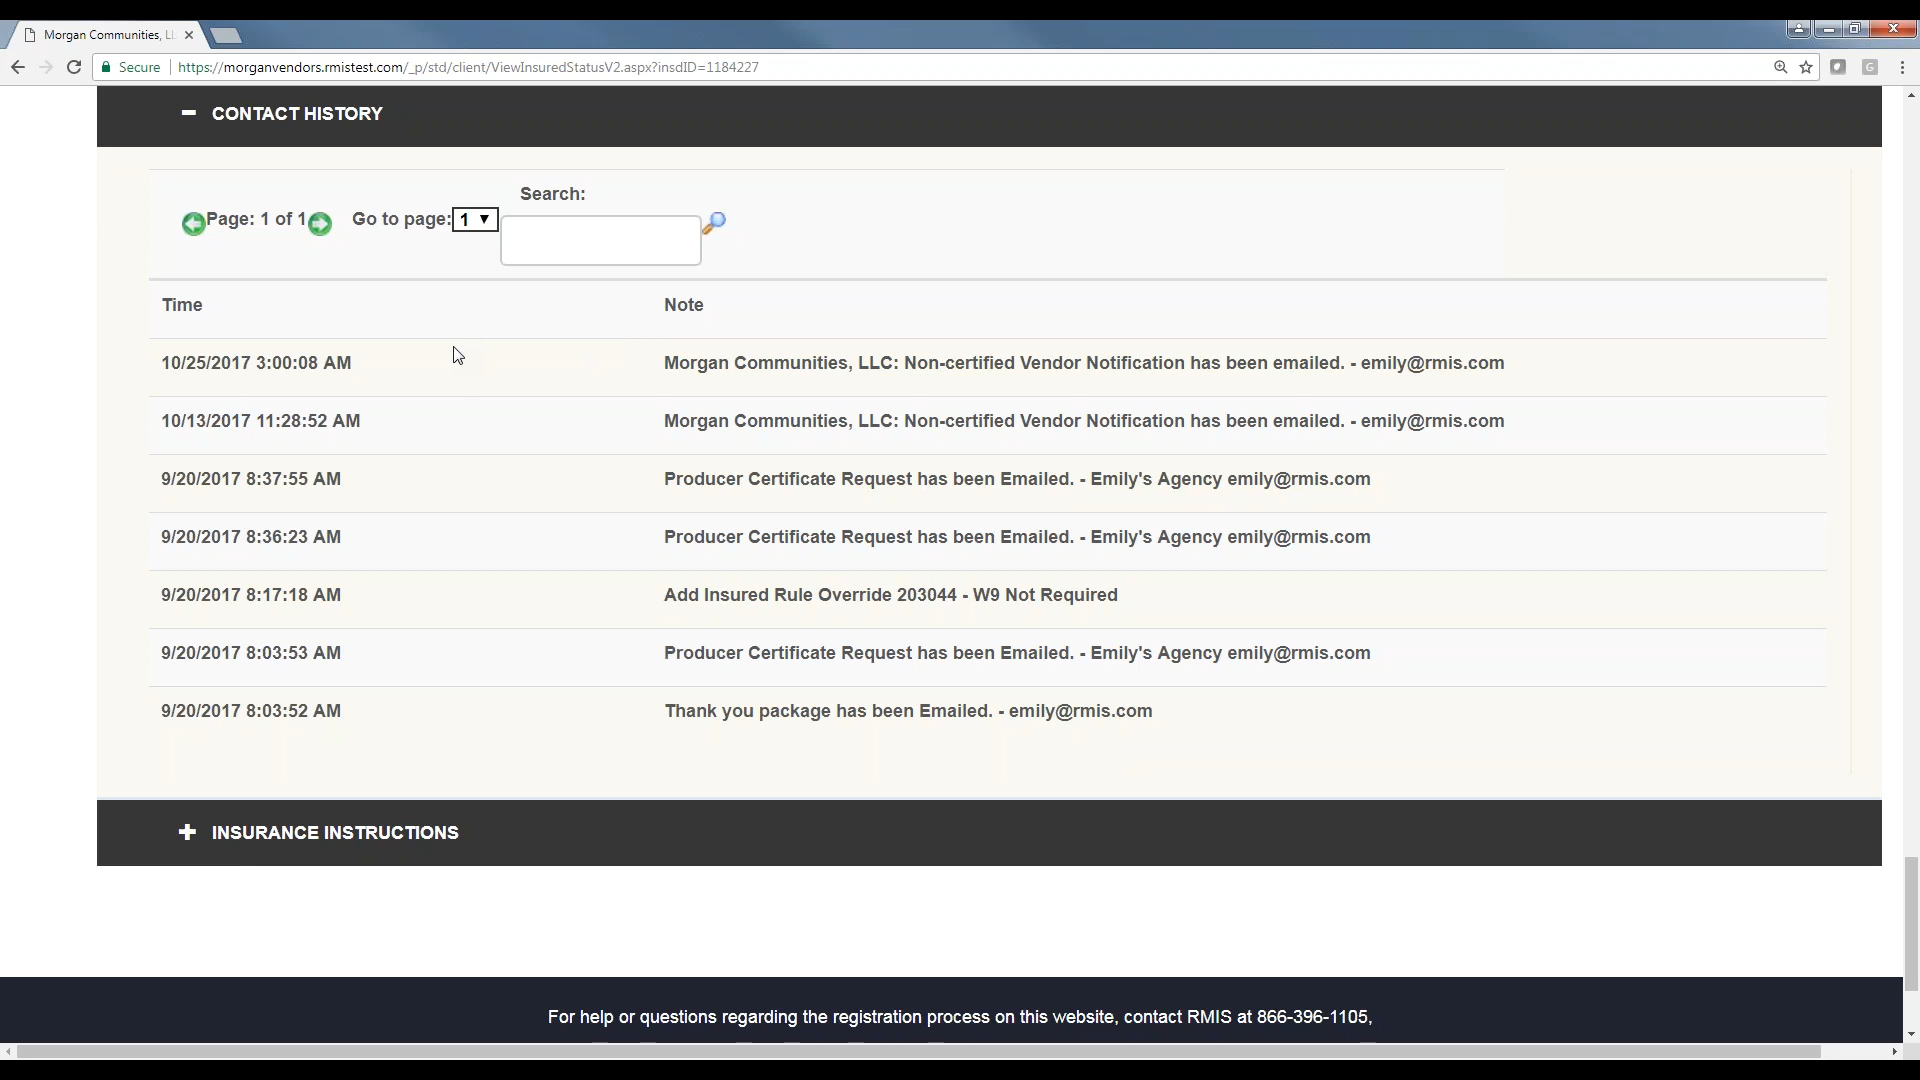 Morgan Communities, LL
Secure
https://morganvendors.rmistest.com/_p/std/client/ViewInsuredStatusV2.aspx?insdID=1184227
CONTACT HISTORY
Search:
Page: 1 of 1
Go to page: 1
Time Note
10/25/2017 3:00:08 AM Morgan Communities, LLC: Non-certified Vendor Notification has been emailed. - emily@rmis.com
10/13/2017 11:28:52 AM Morgan Communities, LLC: Non-certified Vendor Notification has been emailed. - emily@rmis.com
9/20/2017 8:37:55 AM Producer Certificate Request has been Emailed. - Emily's Agency emily@rmis.com
9/20/2017 8:36:23 AM Producer Certificate Request has been Emailed. - Emily's Agency emily@rmis.com
9/20/2017 8:17:18 AM Add Insured Rule Override 203044 - W9 Not Required
9/20/2017 8:03:53 AM Producer Certificate Request has been Emailed. - Emily's Agency emily@rmis.com
9/20/2017 8:03:52 AM Thank you package has been Emailed. - emily@rmis.com
INSURANCE INSTRUCTIONS
For help or questions regarding the registration process on this website, contact RMIS at 866-396-1105,